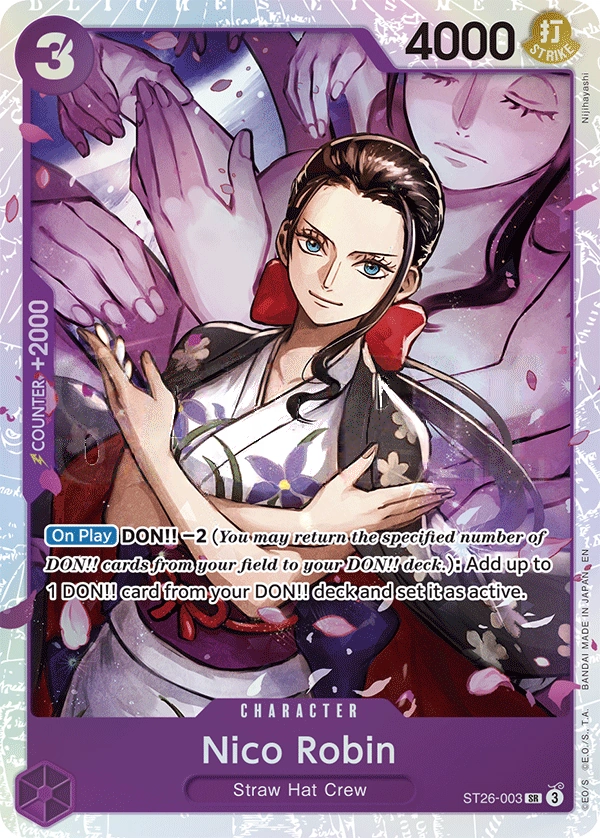 3
4000
打
STRIKE
Nijihayashi
COUNTER +2000
On Play DON!! −2 (You may return the specified number of
DON!! cards from your field to your DON!! deck.): Add up to
1 DON!! card from your DON!! deck and set it as active.
BANDAI MADE IN JAPAN EN
©EO/S ©E.O./S., T.A.
CHARACTER
Nico Robin
Straw Hat Crew
ST26-003 SR 3